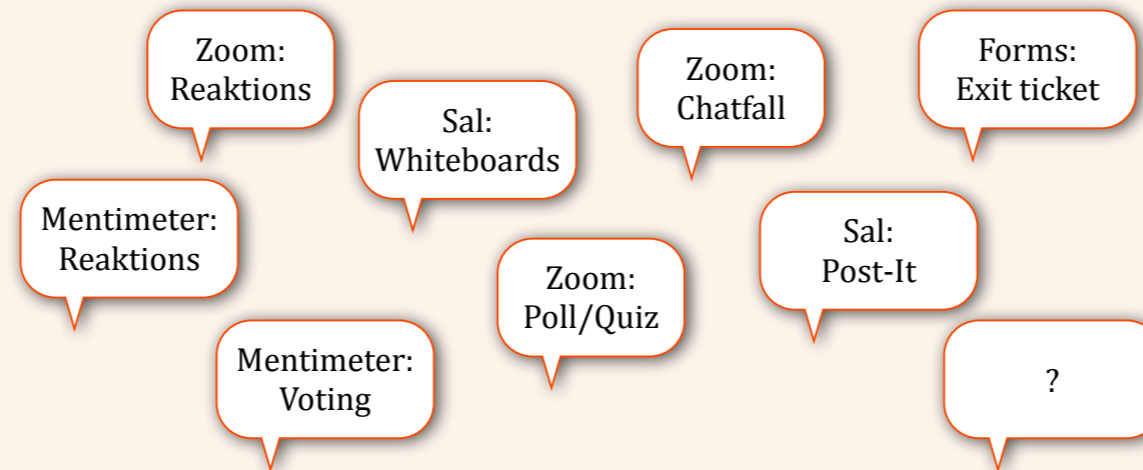 Zoom:
Reaktions
Sal:
Whiteboards
Zoom:
Chatfall
Forms:
Exit ticket
Mentimeter:
Reaktions
Zoom:
Poll/Quiz
Sal:
Post-It
Mentimeter:
Voting
?